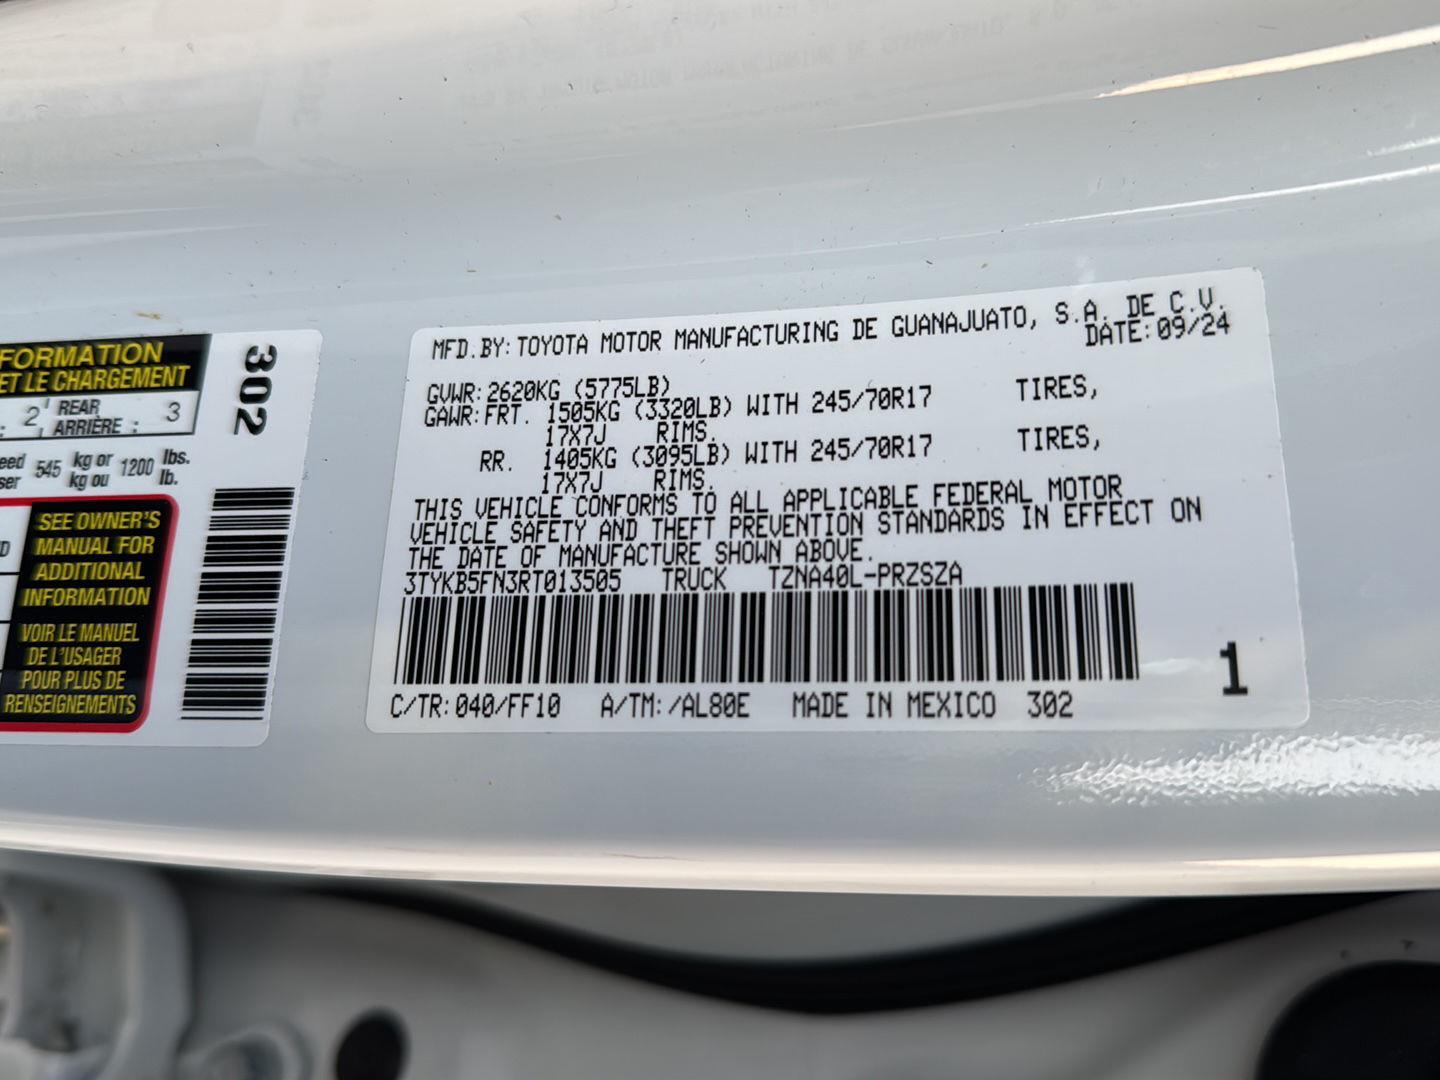 FORMATION
ET LE CHARGEMENT
: 2 REAR ARRIÈRE : 3
545 kg or kg ou 1200 lbs. lb.
SEE OWNER'S
MANUAL FOR
ADDITIONAL
INFORMATION
VOIR LE MANUEL
DE L'USAGER
POUR PLUS DE
RENSEIGNEMENTS
302
MFD.BY:TOYOTA MOTOR MANUFACTURING DE GUANAJUATO, S.A. DE C.V.
DATE:09/24
GVWR:2620KG (5775LB)
GAWR:FRT. 1505KG (3320LB) WITH 245/70R17 TIRES,
17X7J RIMS.
RR. 1405KG (3095LB) WITH 245/70R17 TIRES,
17X7J RIMS.
THIS VEHICLE CONFORMS TO ALL APPLICABLE FEDERAL MOTOR
VEHICLE SAFETY AND THEFT PREVENTION STANDARDS IN EFFECT ON
THE DATE OF MANUFACTURE SHOWN ABOVE.
3TYKB5FN3RT013505 TRUCK TZNA40L-PRZSZA
C/TR:040/FF10 A/TM:/AL80E MADE IN MEXICO 302
1